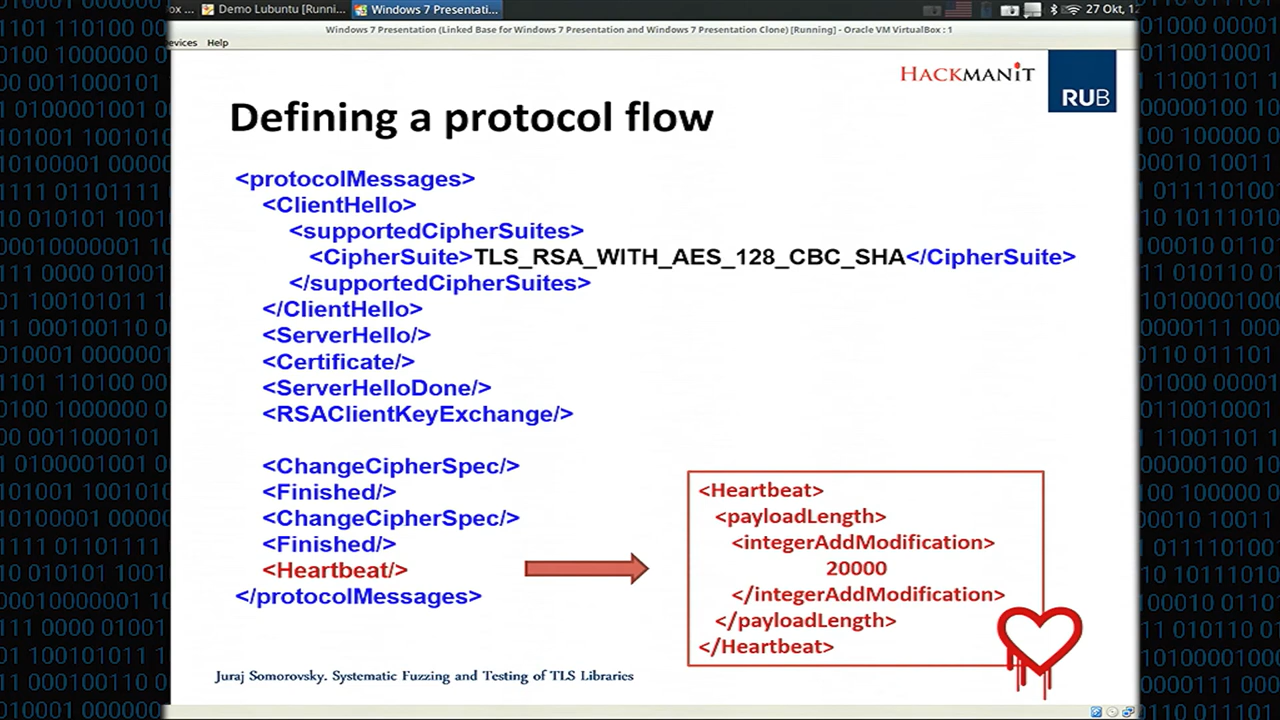 Demo Lubuntu [Runni...
Windows 7 Presentati...
27 Okt, 12
Windows 7 Presentation (Linked Base for Windows 7 Presentation and Windows 7 Presentation Clone) [Running] - Oracle VM VirtualBox : 1
Help
HACKMANIT
RUB
Defining a protocol flow
<protocolMessages>
<ClientHello>
<supportedCipherSuites>
<CipherSuite>TLS_RSA_WITH_AES_128_CBC_SHA</CipherSuite>
</supportedCipherSuites>
</ClientHello>
<ServerHello/>
<Certificate/>
<ServerHelloDone/>
<RSAClientKeyExchange/>
<ChangeCipherSpec/>
<Finished/>
<ChangeCipherSpec/>
<Finished/>
<Heartbeat/>
</protocolMessages>
<Heartbeat>
<payloadLength>
<integerAddModification>
20000
</integerAddModification>
</payloadLength>
</Heartbeat>
Juraj Somorovsky. Systematic Fuzzing and Testing of TLS Libraries